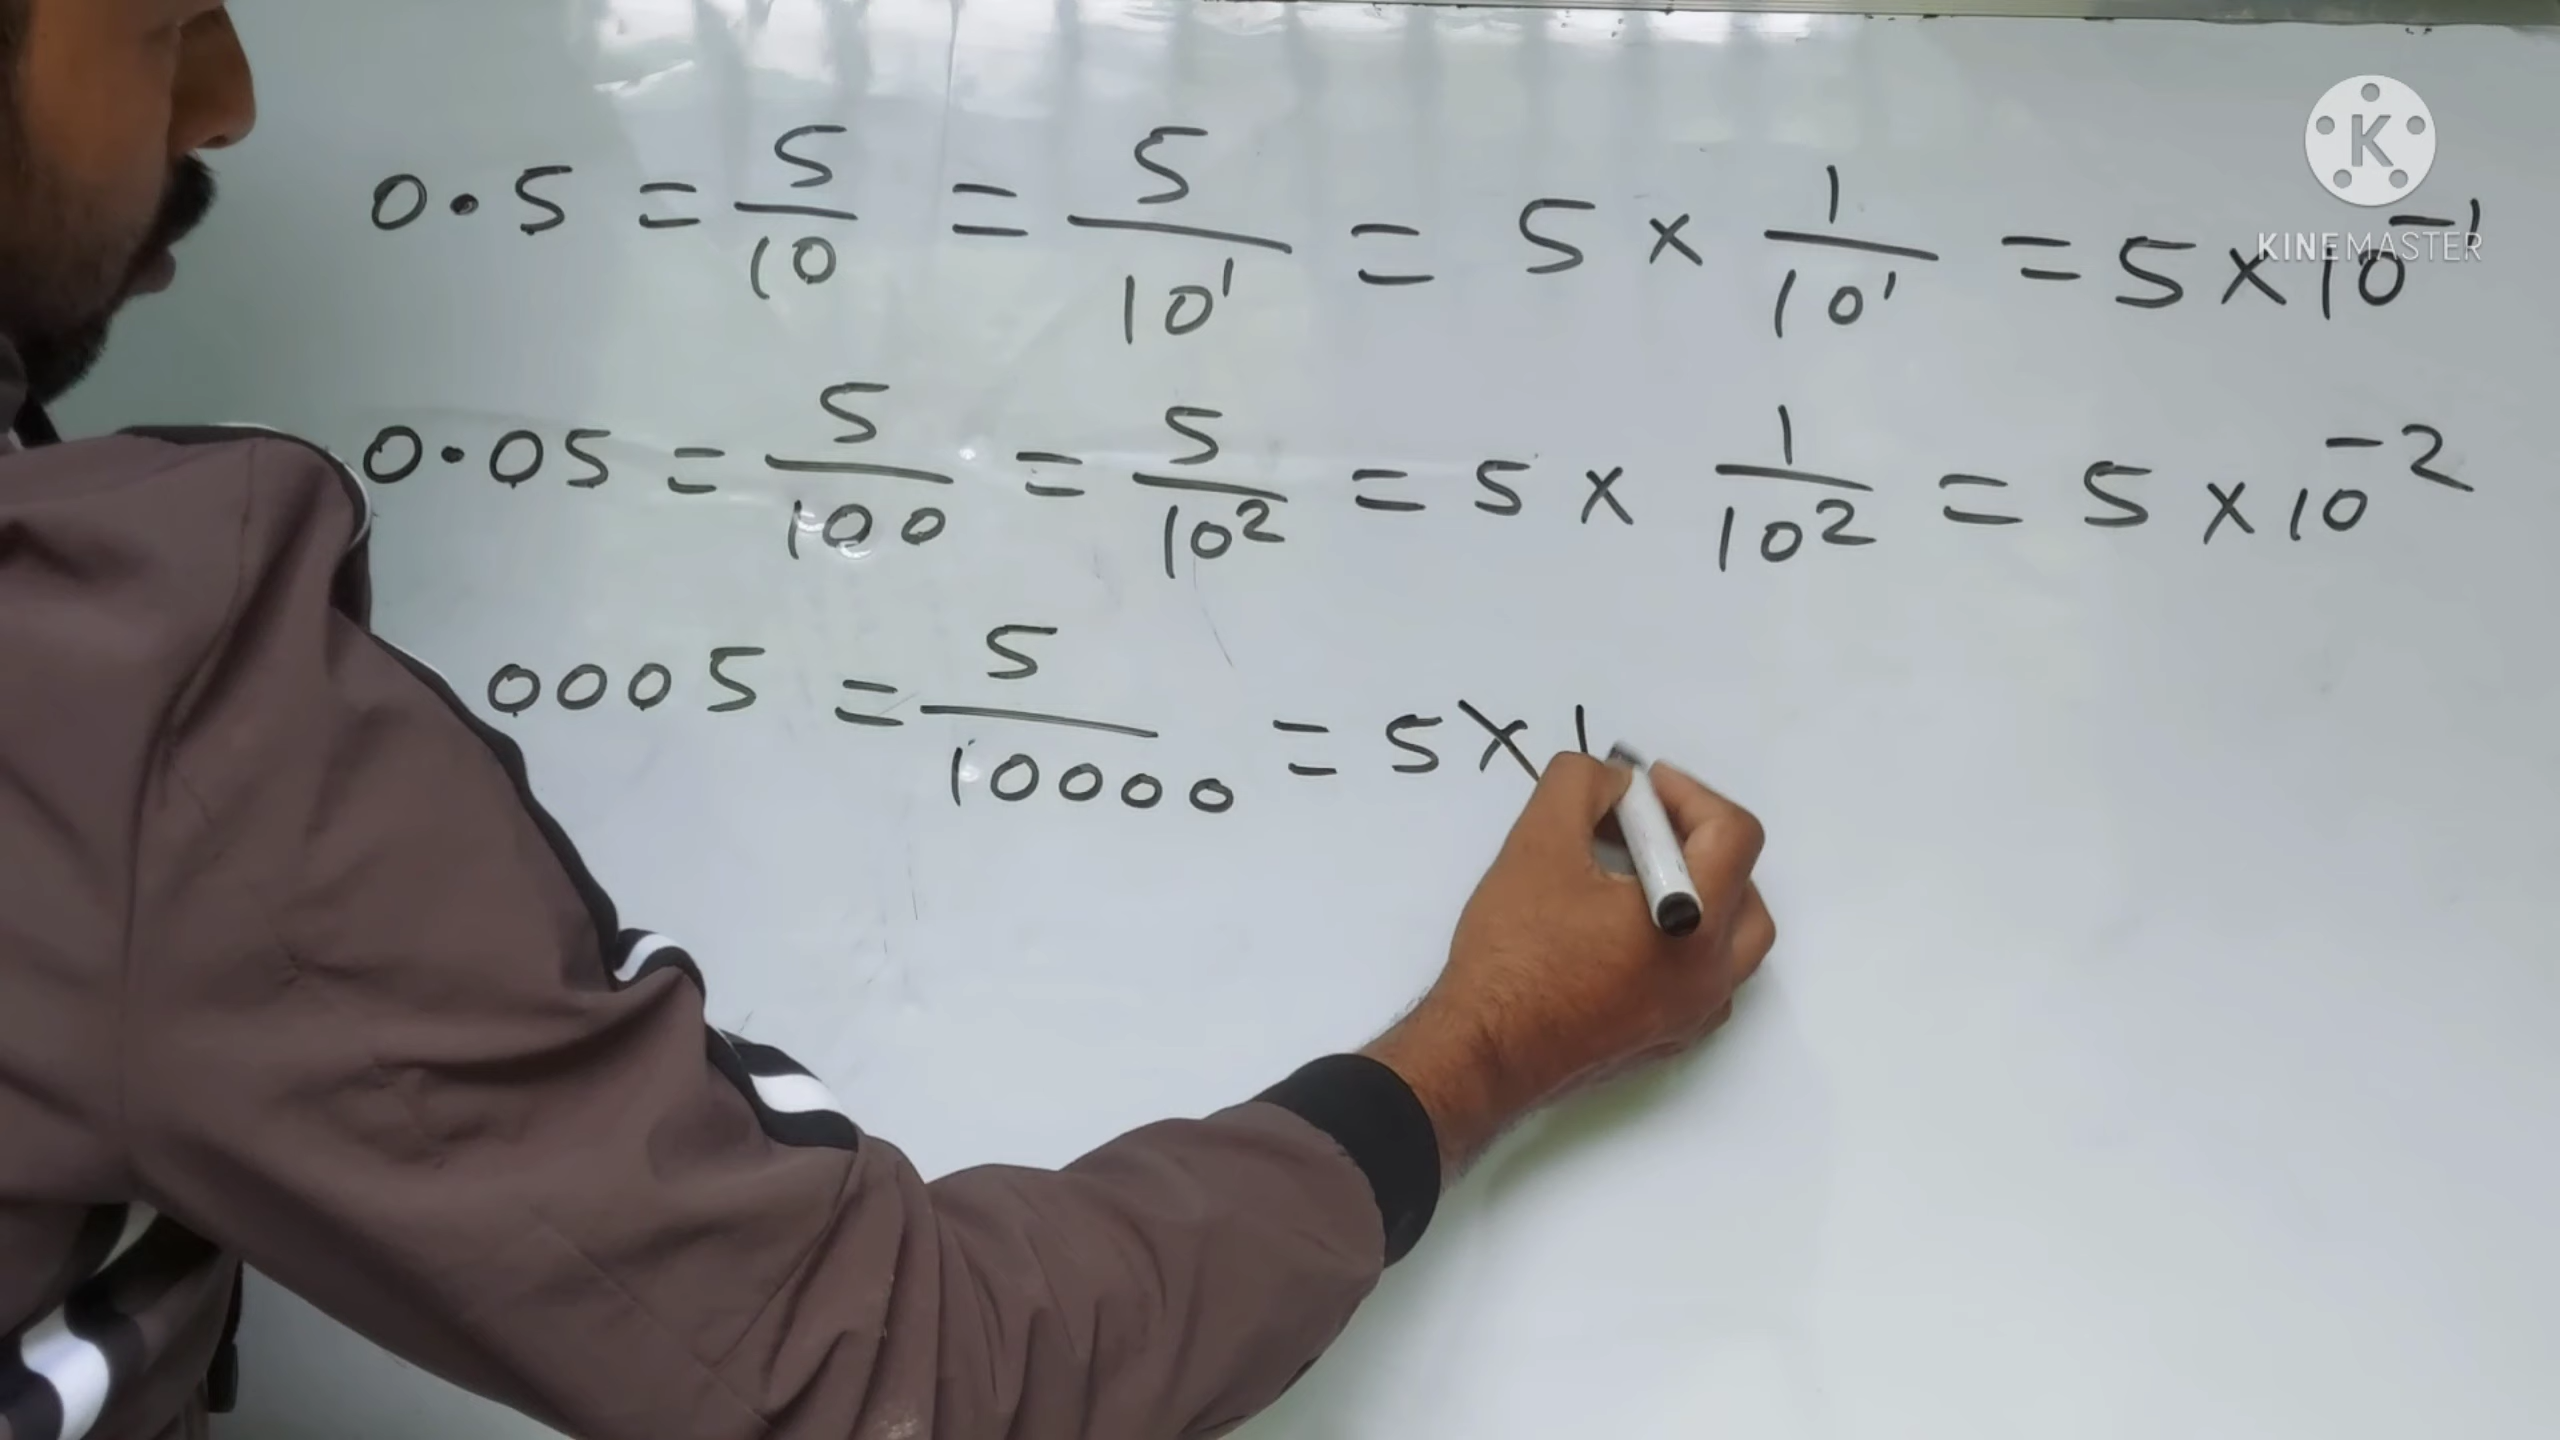 K
KINEMASTER
0.5 = 5/10 = 5/10¹ = 5 × 1/10¹ = 5 × 10⁻¹
0.05 = 5/100 = 5/10² = 5 × 1/10² = 5 × 10⁻²
0005 = 5/10000 = 5 × 1